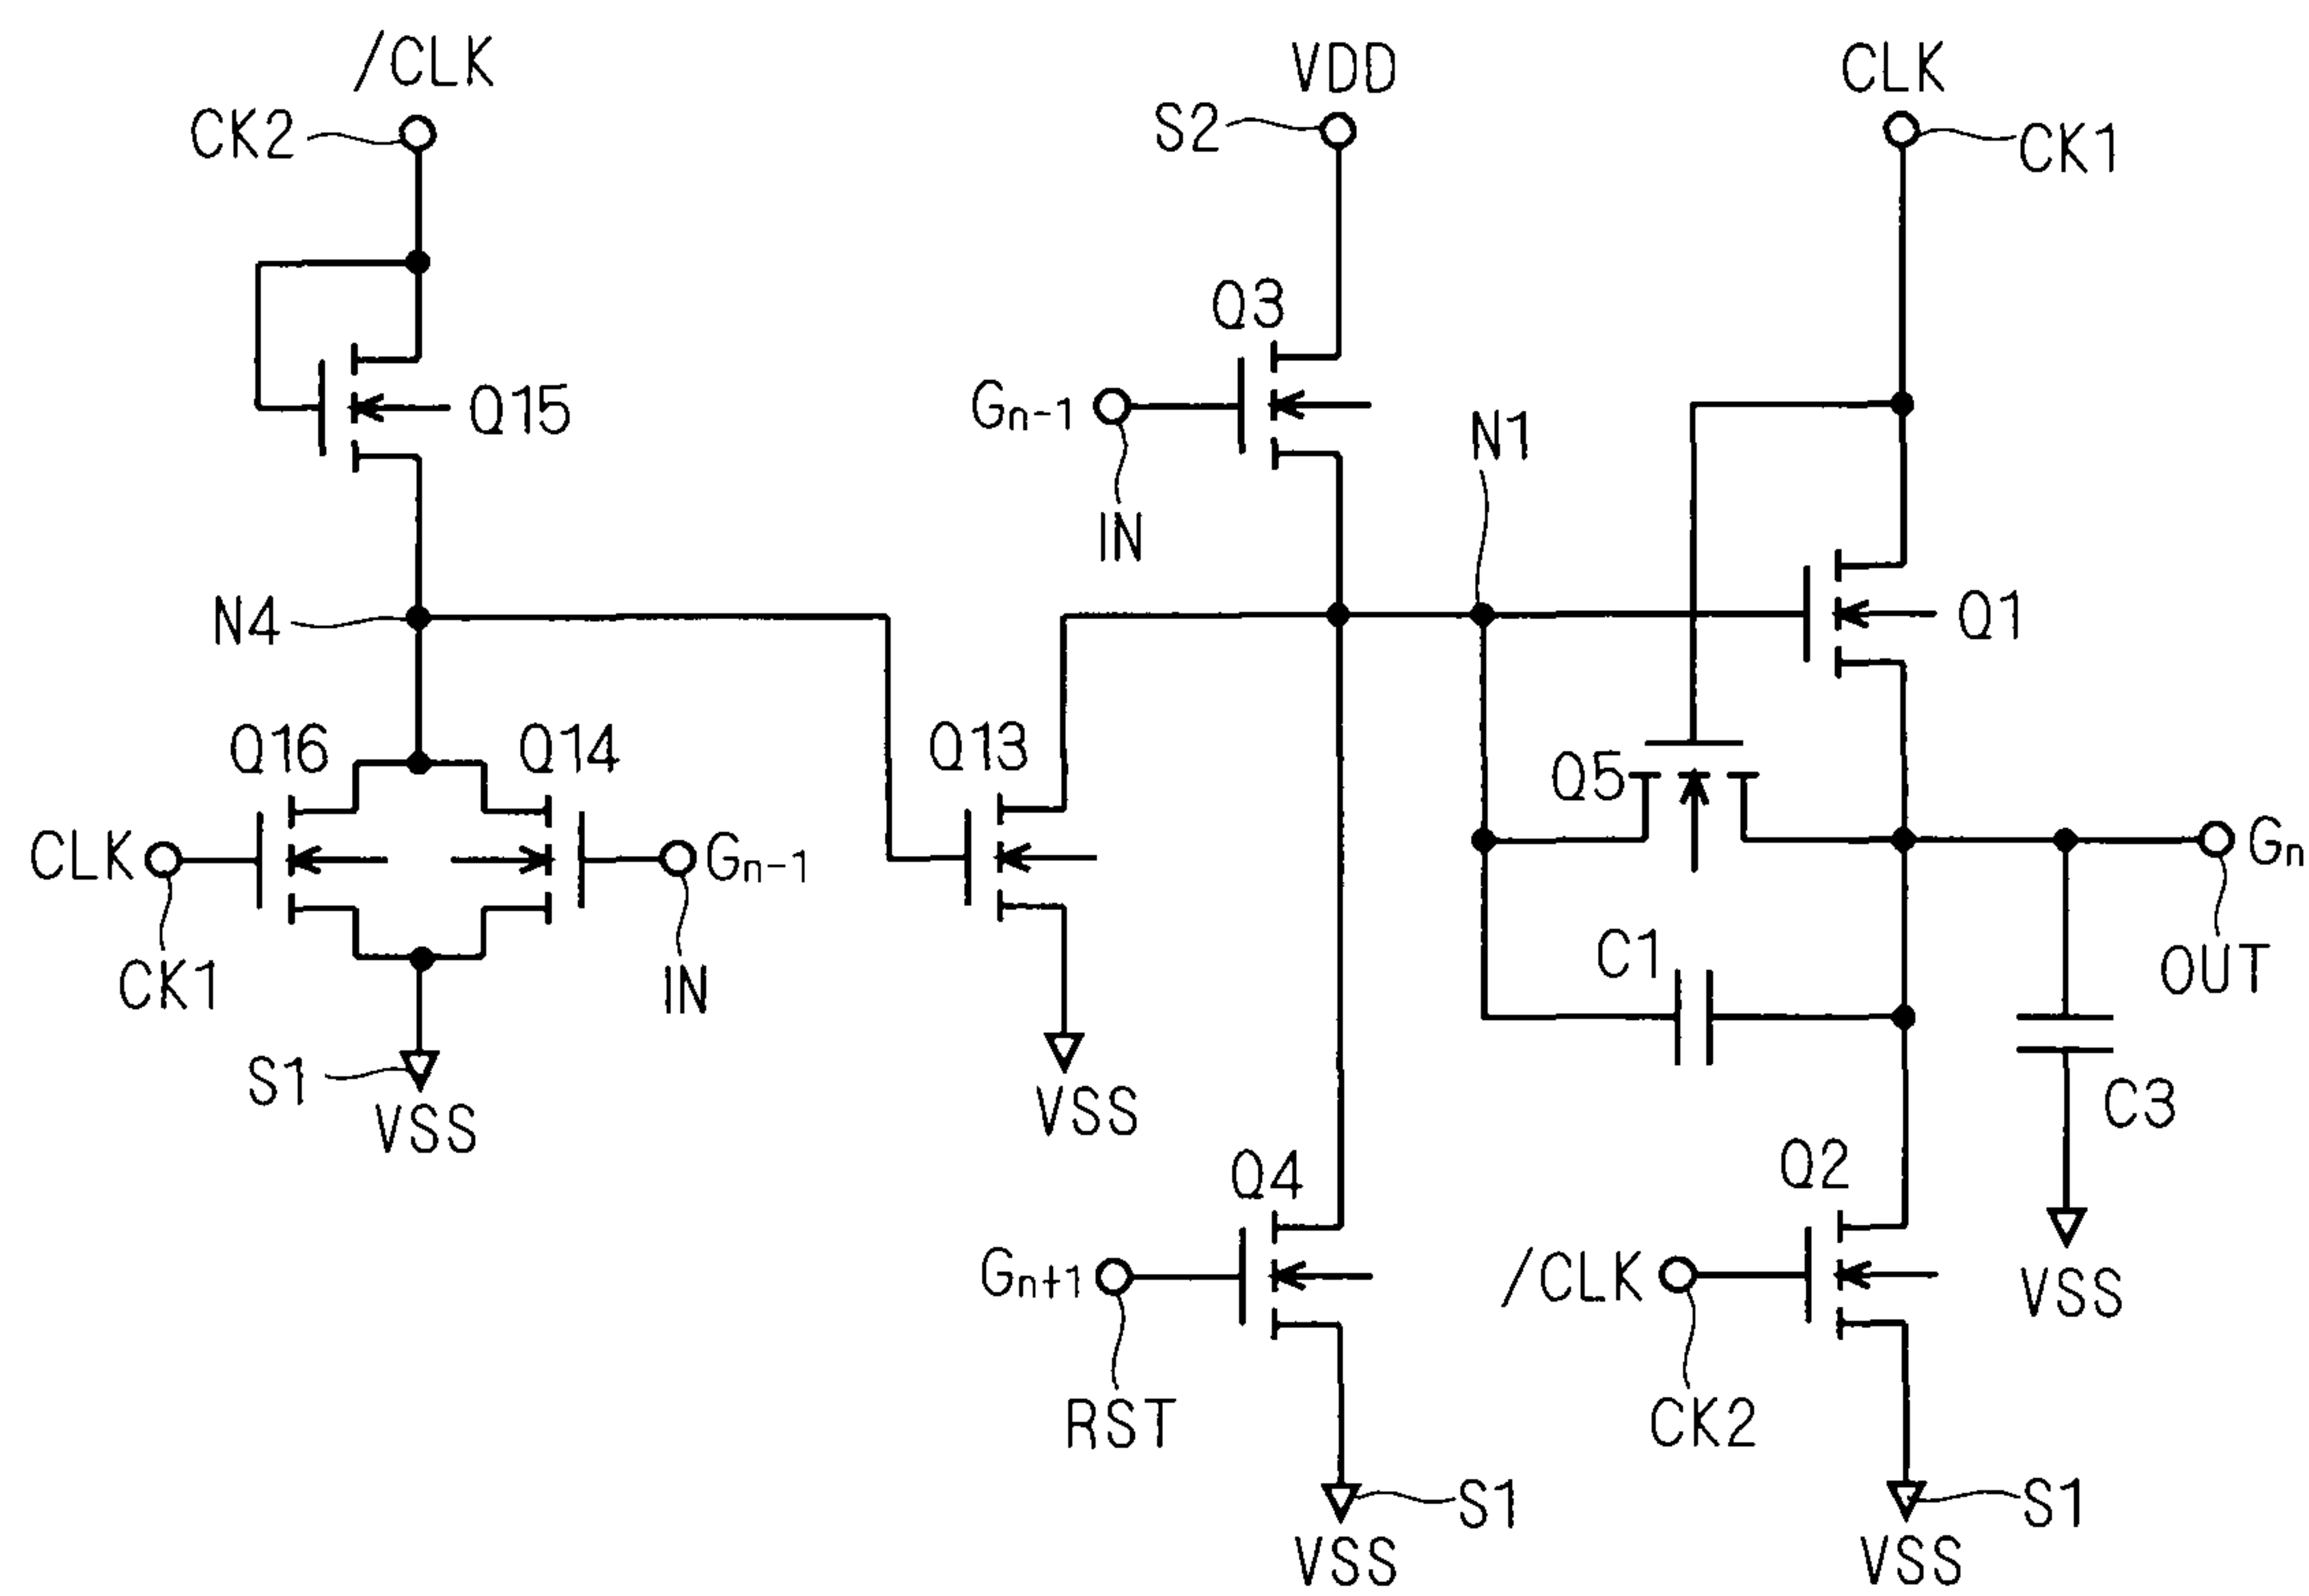 /CLK
VDD
CLK
CK2
S2
CK1
Q3
Gn-1
Q15
N1
IN
N4
Q1
Q16
Q14
Q13
Q5
CLK
Gn-1
Gn
C1
CK1
IN
OUT
S1
VSS
VSS
C3
Q4
Q2
Gn+1
/CLK
VSS
RST
CK2
S1
S1
VSS
VSS